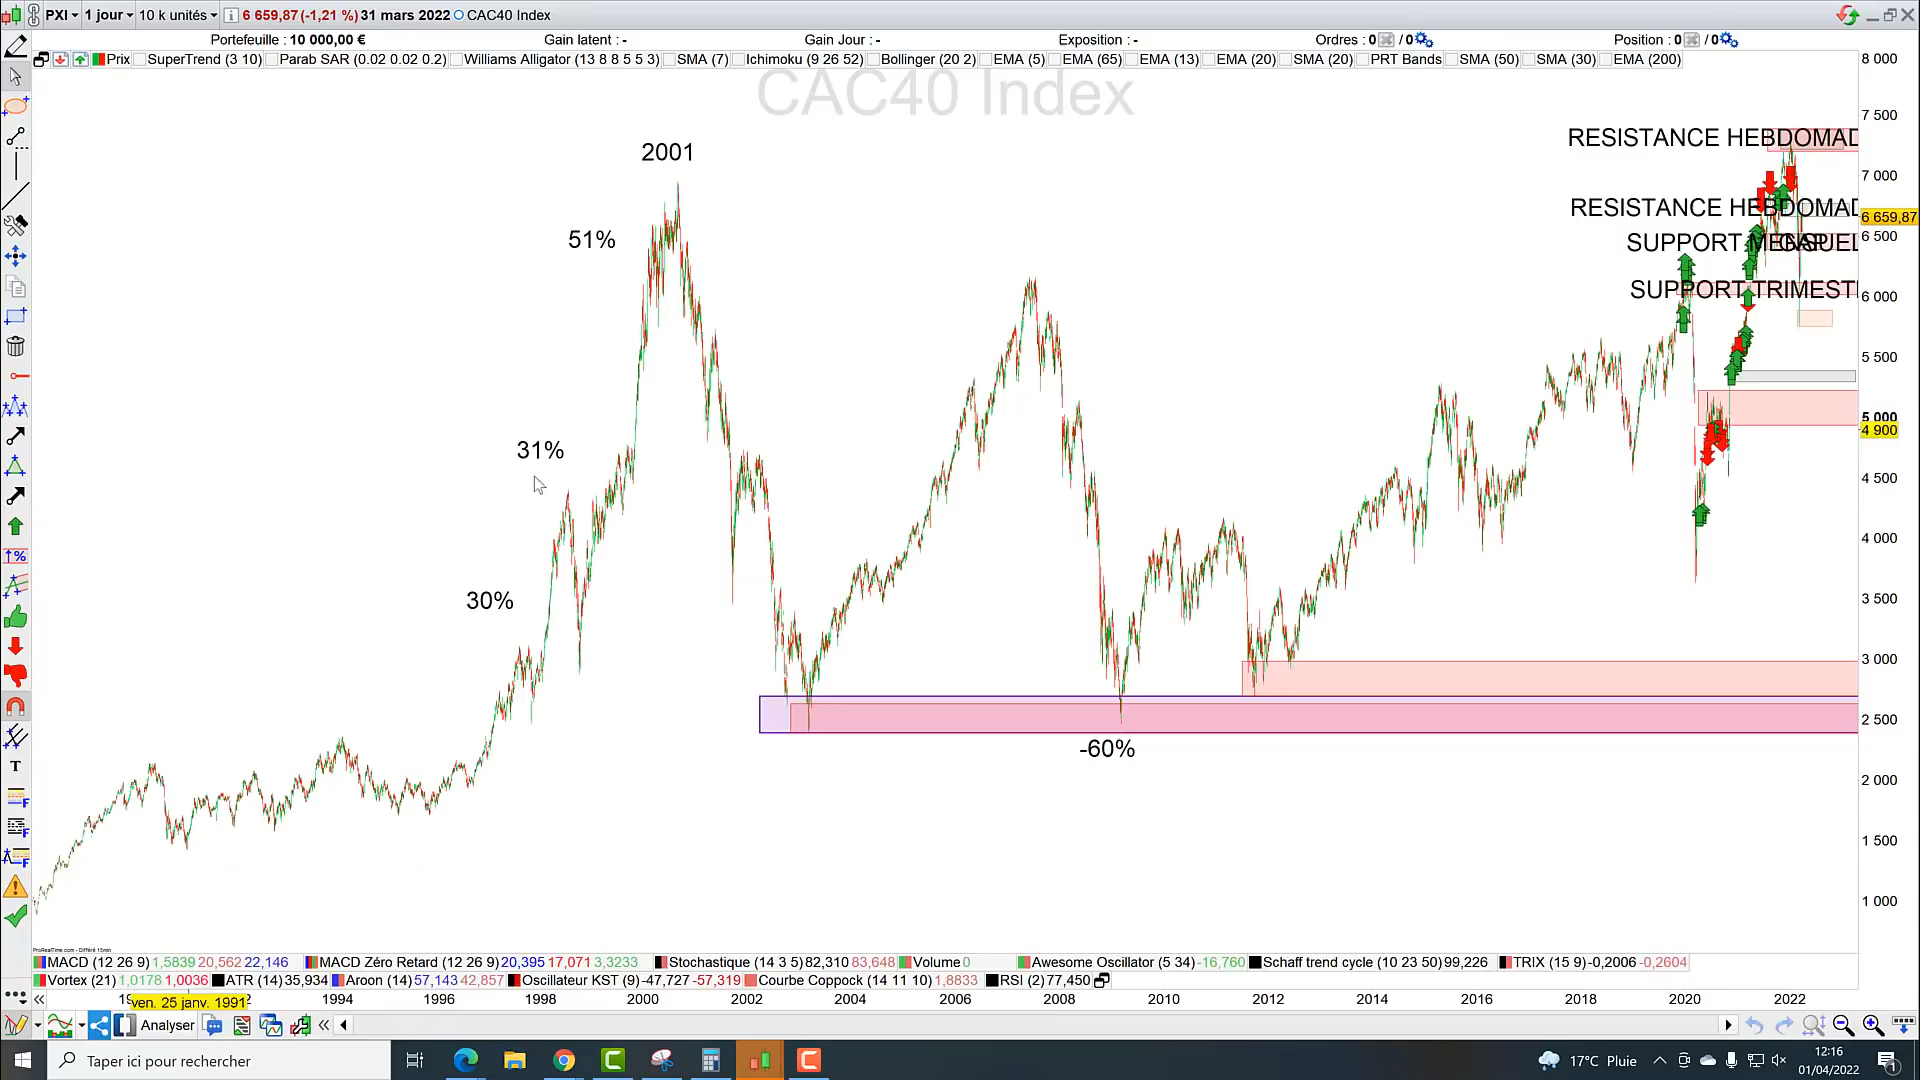 PXI 1 jour 10 k unités 6 659,87 (-1,21 %) 31 mars 2022 CAC40 Index
Portefeuille : 10 000,00 € Gain latent : - Gain Jour : - Exposition : - Ordres : 0 / 0 Position : 0 / 0
Prix SuperTrend (3 10) Parab SAR (0.02 0.02 0.2) Williams Alligator (13 8 8 5 5 3) SMA (7) Ichimoku (9 26 52) Bollinger (20 2) EMA (5) EMA (65) EMA (13) EMA (20) SMA (20) PRT Bands SMA (50) SMA (30) EMA (200)
8 000
CAC40 Index
7 500
RESISTANCE HEBDOMAD
2001
7 000
RESISTANCE HEBDOMAD
6 659,87
51%
6 500
SUPPORT
SUPPORT TRIMEST
6 000
5 500
5 000
4 900
31%
4 500
4 000
30%
3 500
3 000
2 500
-60%
2 000
1 500
1 000
ProRealTime.com - Différé 15min
MACD (12 26 9) 1,5839 20,562 22,146 MACD Zéro Retard (12 26 9) 20,395 17,071 3,3233 Stochastique (14 3 5) 82,310 83,648 Volume 0 Awesome Oscillator (5 34) -16,760 Schaff trend cycle (10 23 50) 99,226 TRIX (15 9) -0,2006 -0,2604
Vortex (21) 1,0178 1,0036 ATR (14) 35,934 Aroon (14) 57,143 42,857 Oscillateur KST (9) -47,727 -57,319 Courbe Coppock (14 11 10) 1,8833 RSI (2) 77,450
ven. 25 janv. 1991 1994 1996 1998 2000 2002 2004 2006 2008 2010 2012 2014 2016 2018 2020 2022
Analyser
Taper ici pour rechercher 17°C Pluie 12:16
01/04/2022